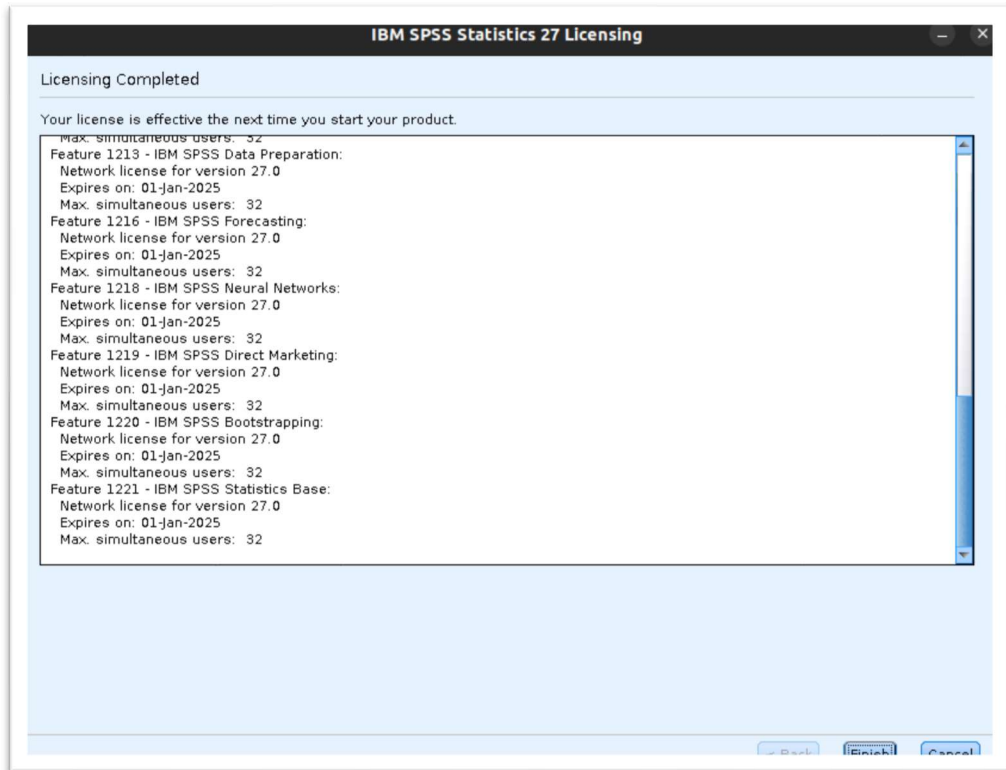 IBM SPSS Statistics 27 Licensing
Licensing Completed
Your license is effective the next time you start your product.
Max. simultaneous users: 32
Feature 1213 - IBM SPSS Data Preparation:
Network license for version 27.0
Expires on: 01-Jan-2025
Max. simultaneous users: 32
Feature 1216 - IBM SPSS Forecasting:
Network license for version 27.0
Expires on: 01-Jan-2025
Max. simultaneous users: 32
Feature 1218 - IBM SPSS Neural Networks:
Network license for version 27.0
Expires on: 01-Jan-2025
Max. simultaneous users: 32
Feature 1219 - IBM SPSS Direct Marketing:
Network license for version 27.0
Expires on: 01-Jan-2025
Max. simultaneous users: 32
Feature 1220 - IBM SPSS Bootstrapping:
Network license for version 27.0
Expires on: 01-Jan-2025
Max. simultaneous users: 32
Feature 1221 - IBM SPSS Statistics Base:
Network license for version 27.0
Expires on: 01-Jan-2025
Max. simultaneous users: 32
< Back Finish Cancel